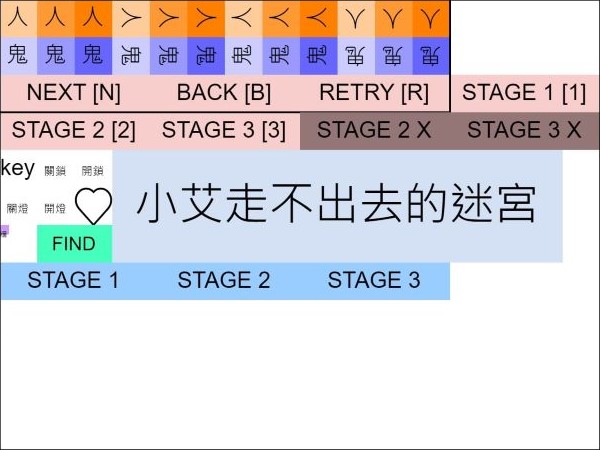 人 人 人 人 人 人 人 人 人 人 人 人
鬼 鬼 鬼 鬼 鬼 鬼 鬼 鬼 鬼 鬼 鬼 鬼
NEXT [N] BACK [B] RETRY [R] STAGE 1 [1]
STAGE 2 [2] STAGE 3 [3] STAGE 2 X STAGE 3 X
key 關鎖 開鎖
關燈 開燈
小艾走不出去的迷宮
FIND
STAGE 1 STAGE 2 STAGE 3